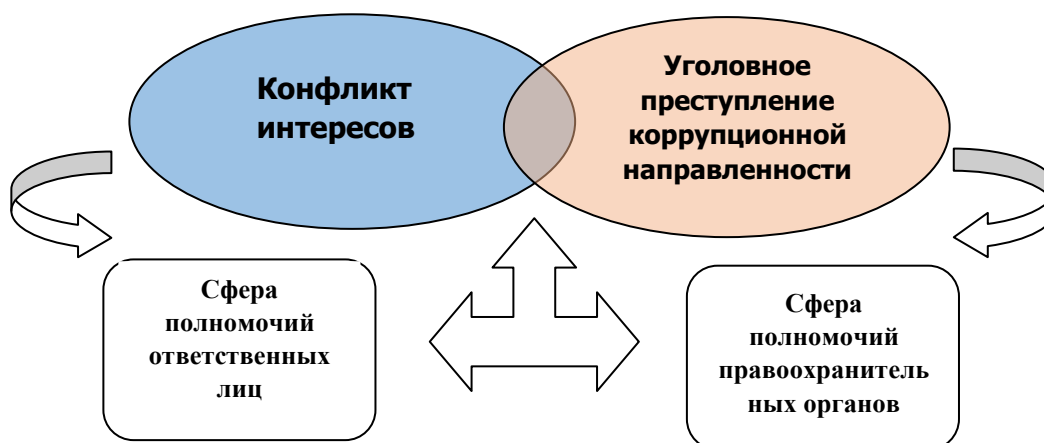 Конфликт
интересов
Уголовное
преступление
коррупционной
направленности
Сфера
полномочий
ответственных
лиц
Сфера
полномочий
правоохранитель
ных органов